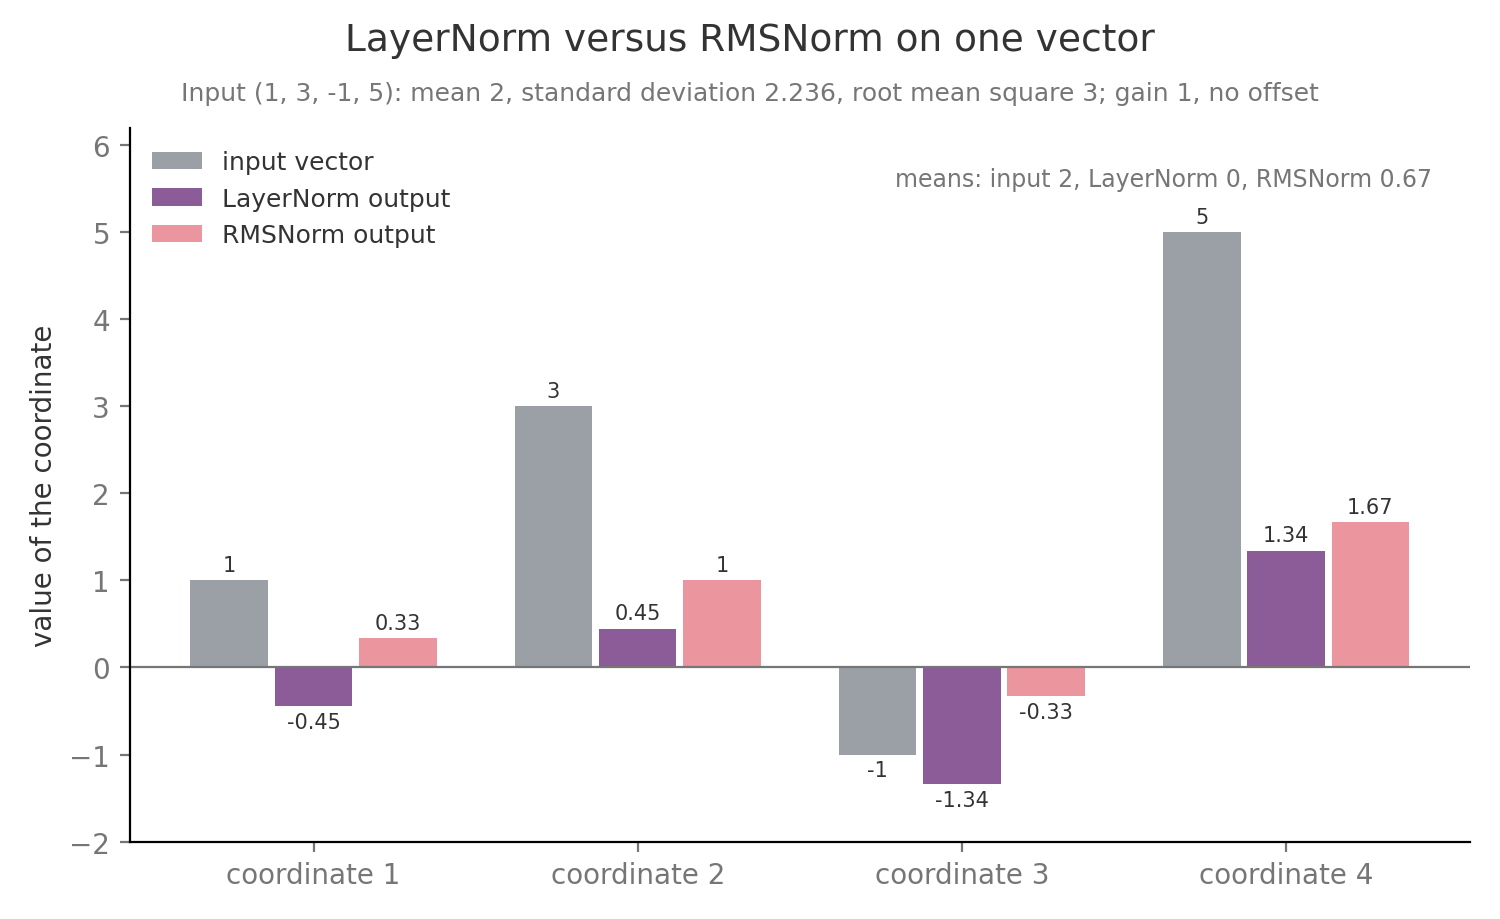 LayerNorm versus RMSNorm on one vector
Input (1, 3, -1, 5): mean 2, standard deviation 2.236, root mean square 3; gain 1, no offset
input vector
LayerNorm output
RMSNorm output
means: input 2, LayerNorm 0, RMSNorm 0.67
value of the coordinate
6
5
4
3
2
1
0
−1
−2
1
-0.45
0.33
3
0.45
1
-1
-1.34
-0.33
5
1.34
1.67
coordinate 1
coordinate 2
coordinate 3
coordinate 4